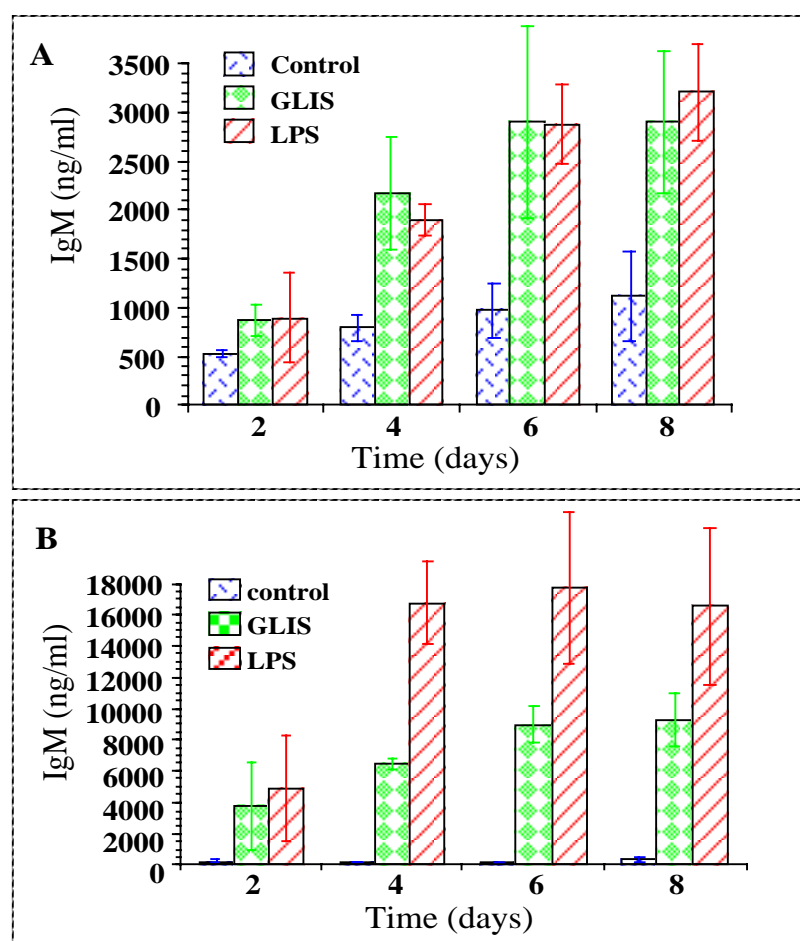 A
Control
GLIS
LPS
IgM (ng/ml)
3500
3000
2500
2000
1500
1000
500
0
2 4 6 8
Time (days)
B
control
GLIS
LPS
IgM (ng/ml)
18000
16000
14000
12000
10000
8000
6000
4000
2000
0
2 4 6 8
Time (days)